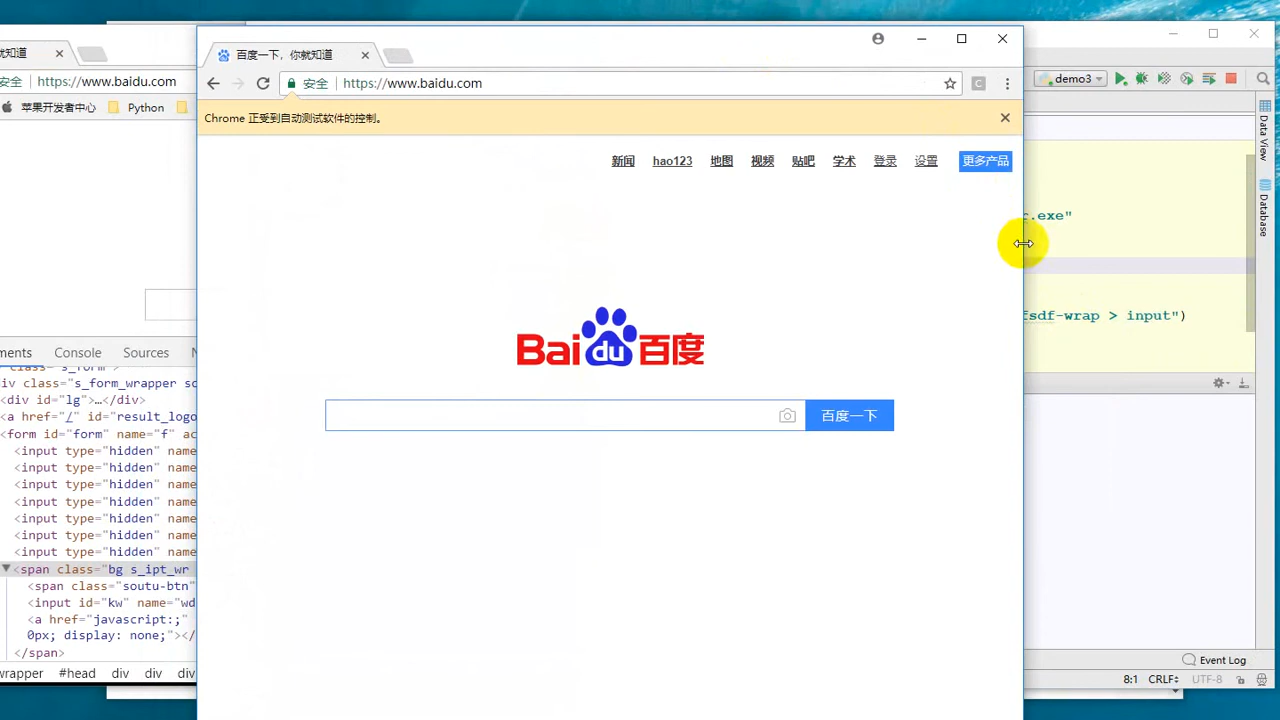 就知道
百度一下，你就知道
安全 https://www.baidu.com
安全 https://www.baidu.com
demo3
苹果开发者中心 Python
Chrome 正受到自动测试软件的控制。
新闻 hao123 地图 视频 贴吧 学术 登录 设置 更多产品
Data View
Database
r.exe"
fsdf-wrap > input")
Bai du 百度
百度一下
ments Console Sources
class="s_form">
iv class="s_form_wrapper so
<div id="lg">…</div>
<a href="/" id="result_logo
<form id="form" name="f" ac
<input type="hidden" name
<input type="hidden" name
<input type="hidden" name
<input type="hidden" name
<input type="hidden" name
<input type="hidden" name
<input type="hidden" name
<span class="bg s_ipt_wr
<span class="soutu-btn"
<input id="kw" name="wd
<a href="javascript:;"
0px; display: none;"></
</span>
wrapper #head div div div
Event Log
8:1 CRLF UTF-8